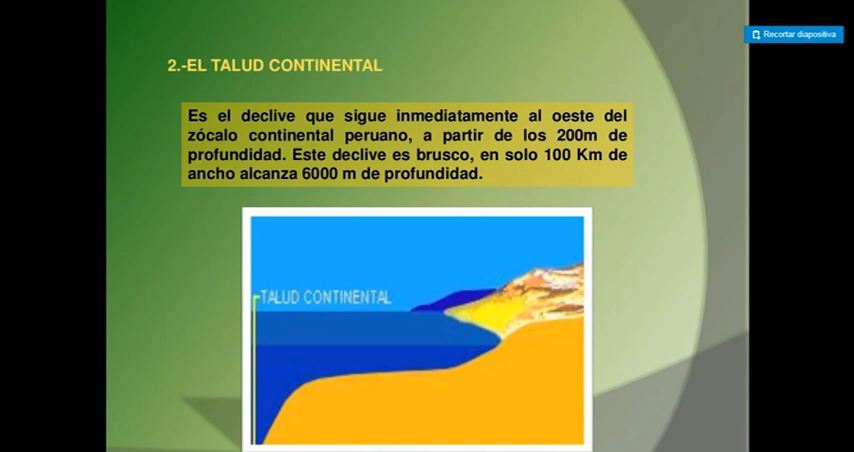 Recortar diapositiva
2.-EL TALUD CONTINENTAL
Es el declive que sigue inmediatamente al oeste del
zócalo continental peruano, a partir de los 200m de
profundidad. Este declive es brusco, en solo 100 Km de
ancho alcanza 6000 m de profundidad.
TALUD CONTINENTAL